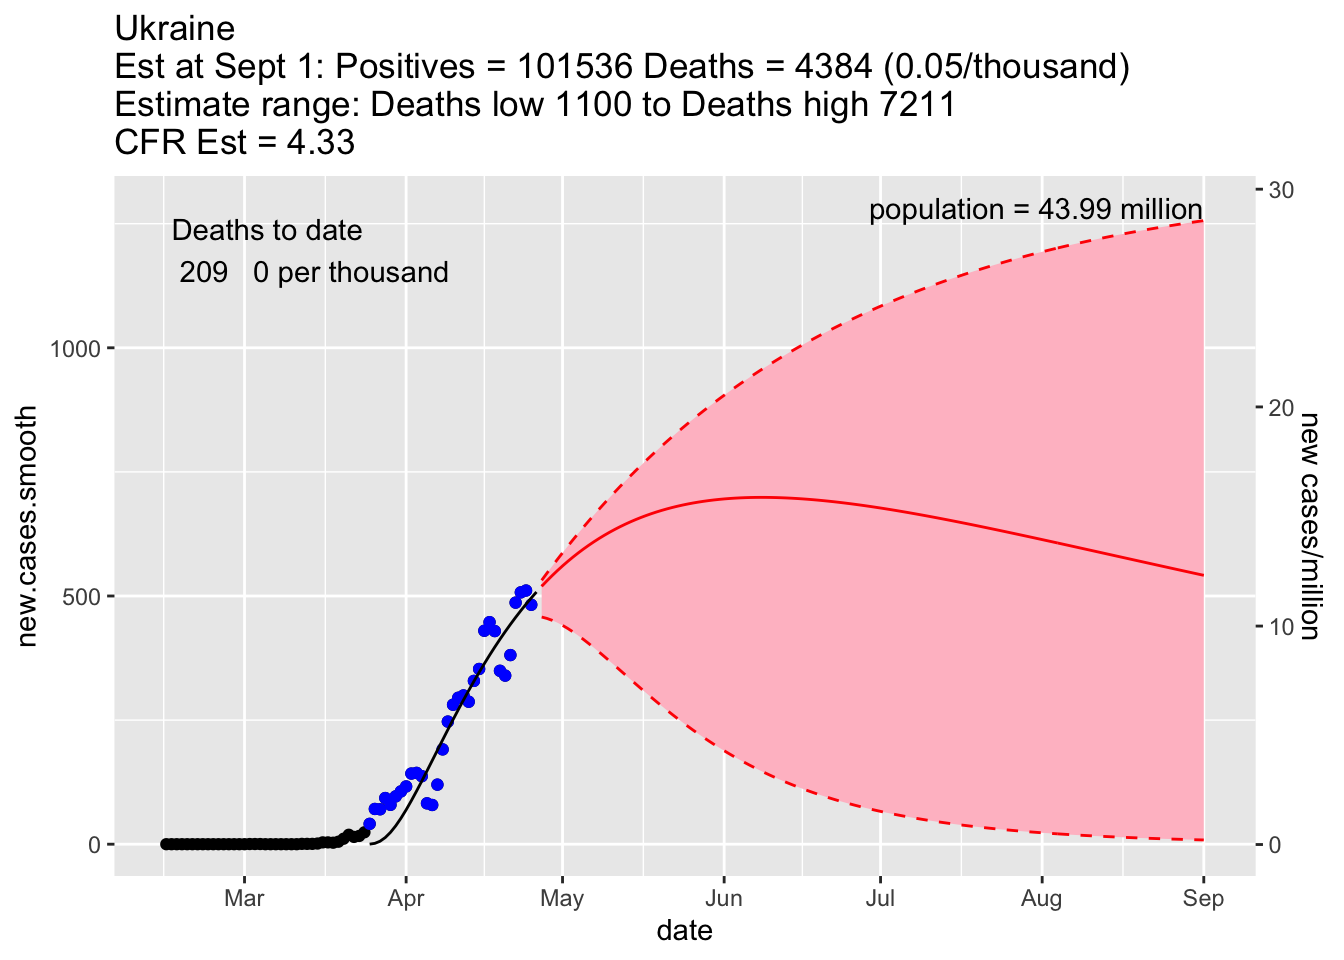 Ukraine
Est at Sept 1: Positives = 101536 Deaths = 4384 (0.05/thousand)
Estimate range: Deaths low 1100 to Deaths high 7211
CFR Est = 4.33
Deaths to date
209 0 per thousand
population = 43.99 million
1000
500
0
new.cases.smooth
30
20
10
0
new cases/million
Mar Apr May Jun Jul Aug Sep
date